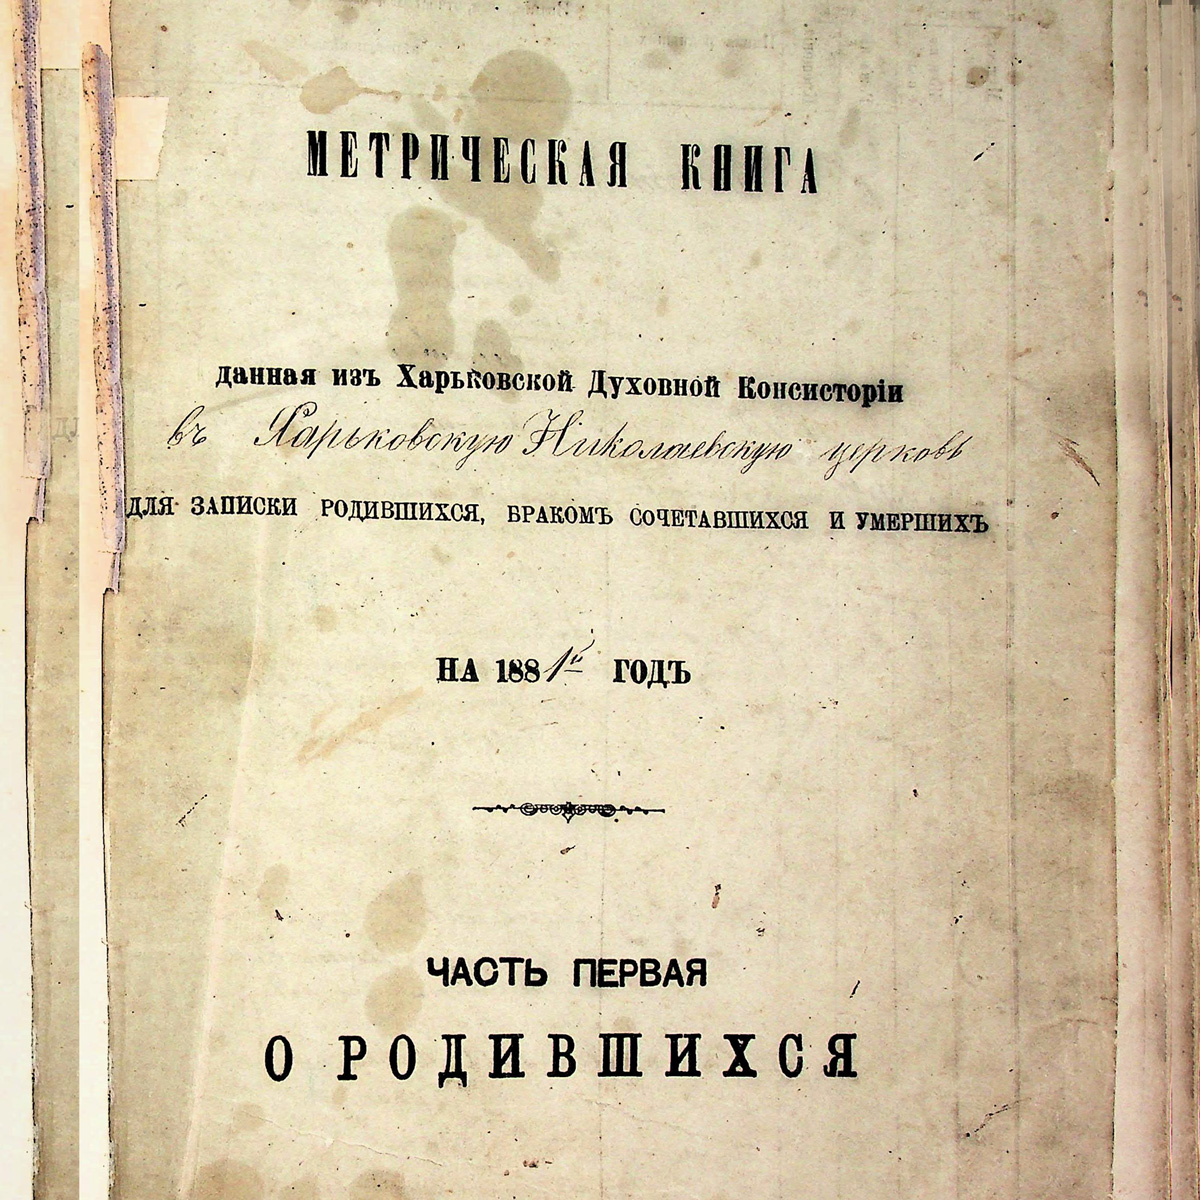 МЕТРИЧЕСКАЯ КНИГА
данная изъ Харьковской Духовной Консисторіи
въ Харьковскую Николаевскую церковь
ДЛЯ ЗАПИСКИ РОДИВШИХСЯ, БРАКОМЪ СОЧЕТАВШИХСЯ И УМЕРШИХЪ
НА 1881й ГОДЪ
ЧАСТЬ ПЕРВАЯ
О РОДИВШИХСЯ